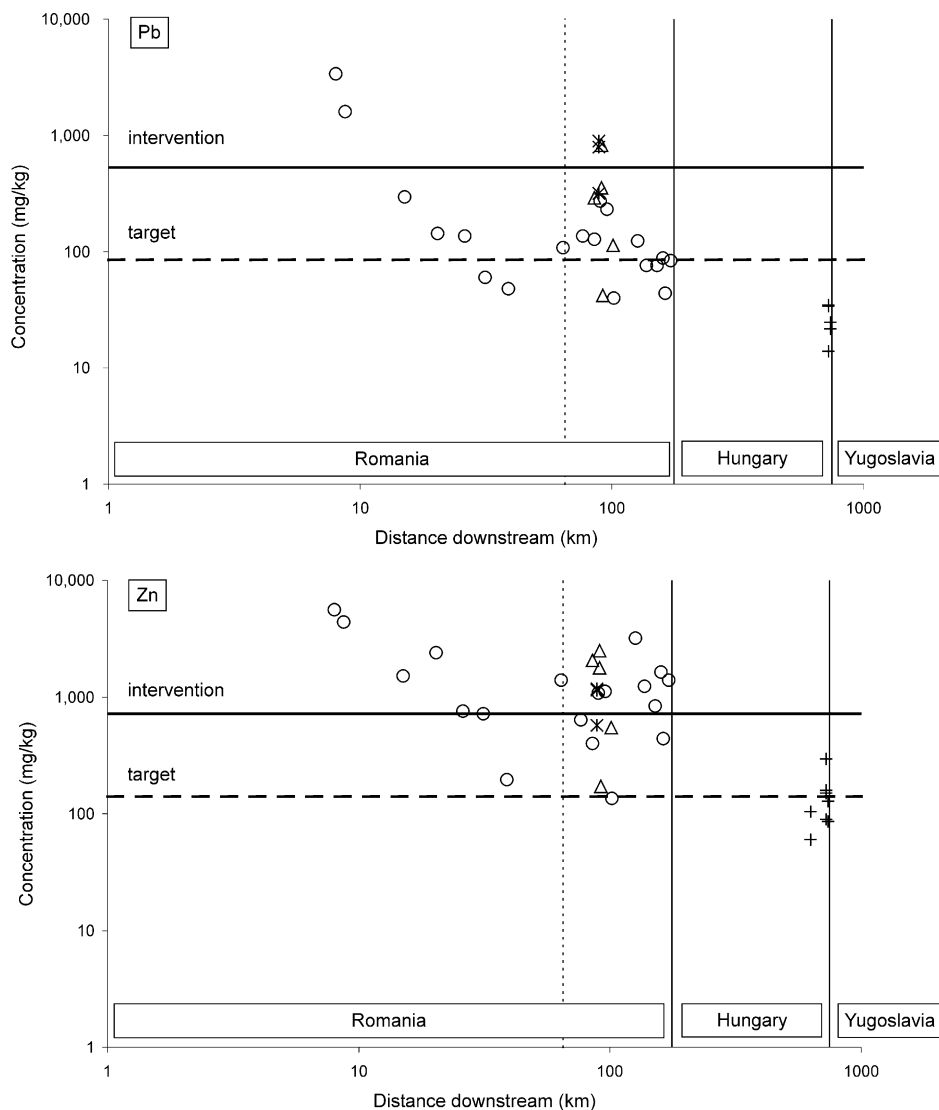 10,000
Pb
1,000
intervention
target
100
10
1
Concentration (mg/kg)
Romania
Hungary
Yugoslavia
1
10
100
1000
Distance downstream (km)
10,000
Zn
1,000
intervention
target
100
10
1
Concentration (mg/kg)
Romania
Hungary
Yugoslavia
1
10
100
1000
Distance downstream (km)